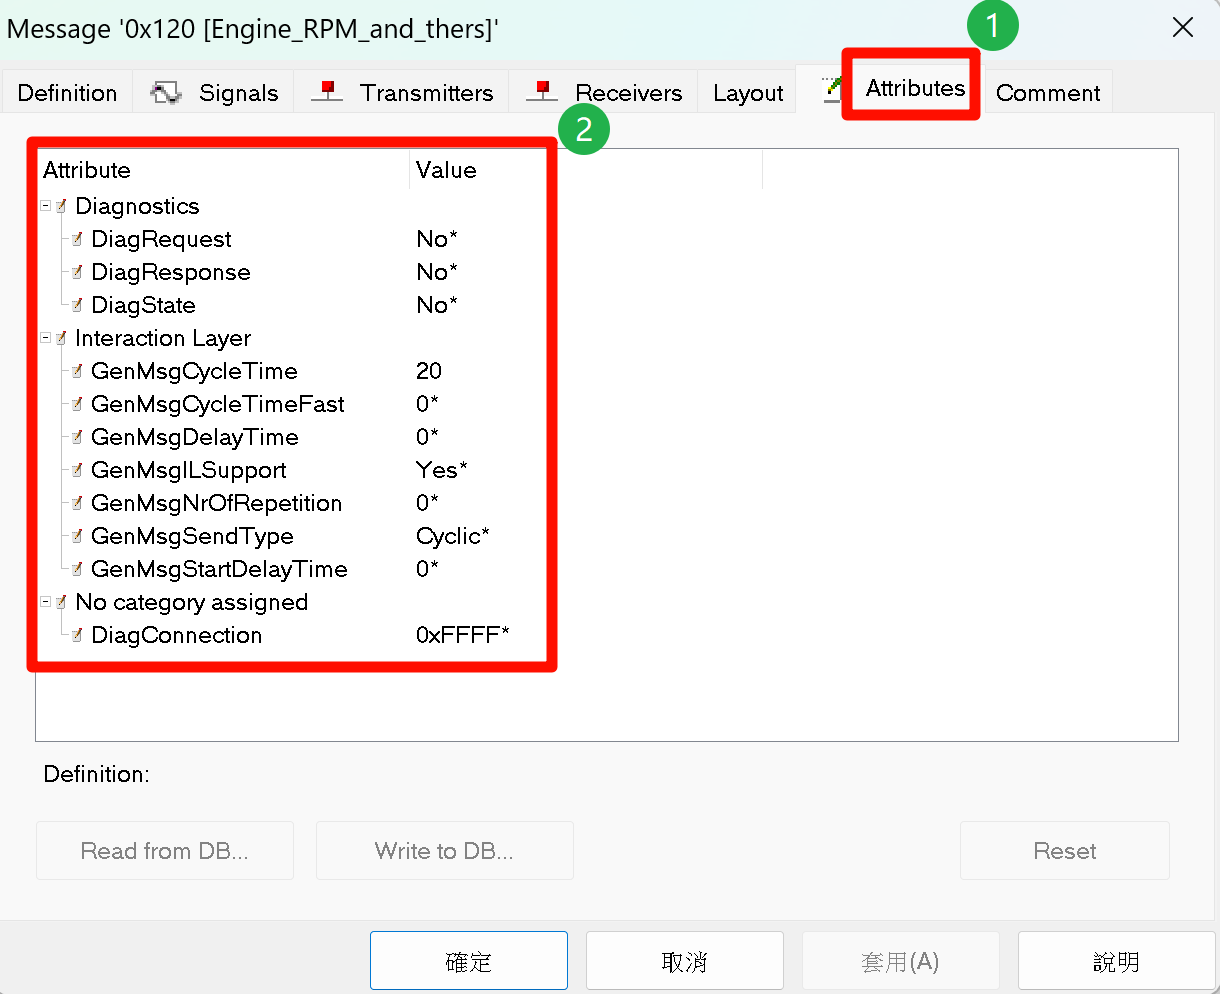 Message '0x120 [Engine_RPM_and_thers]'
1
Definition Signals Transmitters Receivers Layout Attributes Comment
2
Attribute Value
Diagnostics
DiagRequest No*
DiagResponse No*
DiagState No*
Interaction Layer
GenMsgCycleTime 20
GenMsgCycleTimeFast 0*
GenMsgDelayTime 0*
GenMsgILSupport Yes*
GenMsgNrOfRepetition 0*
GenMsgSendType Cyclic*
GenMsgStartDelayTime 0*
No category assigned
DiagConnection 0xFFFF*
Definition:
Read from DB... Write to DB... Reset
確定 取消 套用(A) 說明